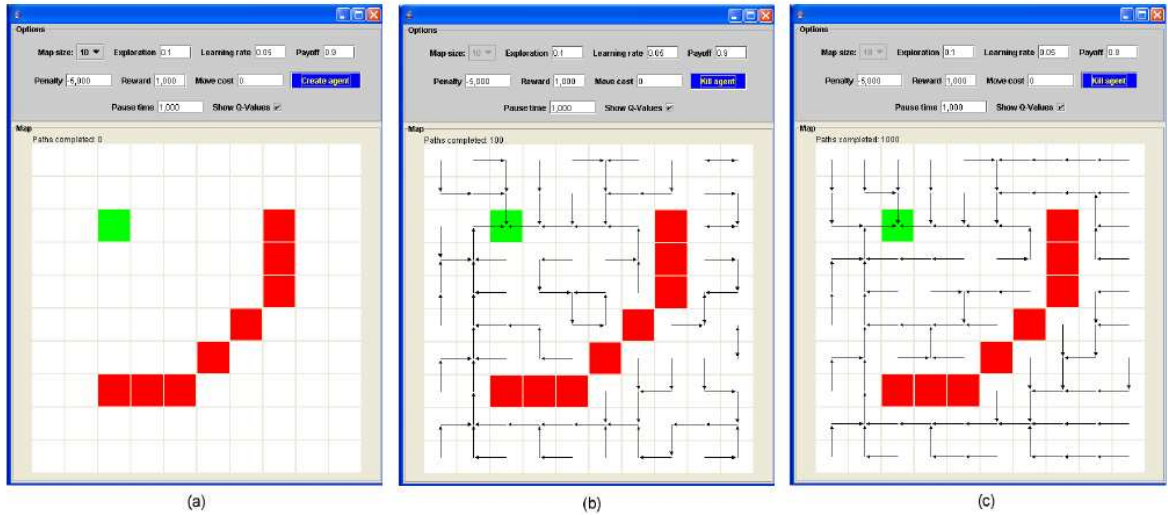 Options
Map size: 10 Exploration 0.1 Learning rate 0.05 Payoff 0.9
Penalty -5,000 Reward 1,000 Move cost 0 Create agent
Pause time 1,000 Show Q-Values
Map
Paths completed: 0
(a)
Options
Map size: 10 Exploration 0.1 Learning rate 0.05 Payoff 0.9
Penalty -5,000 Reward 1,000 Move cost 0 Kill agent
Pause time 1,000 Show Q-Values
Map
Paths completed: 100
(b)
Options
Map size: 10 Exploration 0.1 Learning rate 0.05 Payoff 0.9
Penalty -5,000 Reward 1,000 Move cost 0 Kill agent
Pause time 1,000 Show Q-Values
Map
Paths completed: 1000
(c)